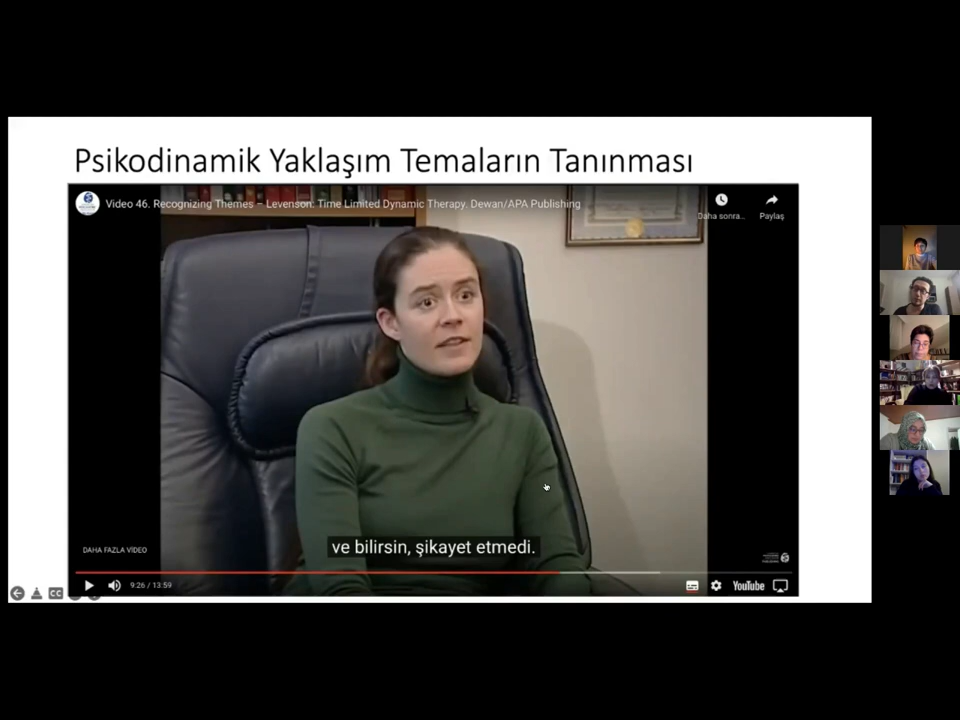 Psikodinamik Yaklaşım Temaların Tanınması
Video 46. Recognizing Themes – Levenson: Time Limited Dynamic Therapy. Dewan/APA Publishing
Daha sonra...
Paylaş
ve bilirsin, şikayet etmedi.
DAHA FAZLA VİDEO
9:26 / 13:59
YouTube
CC